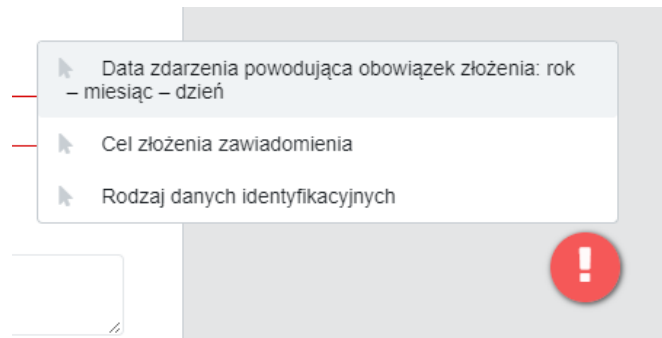 Data zdarzenia powodująca obowiązek złożenia: rok
– miesiąc – dzień
Cel złożenia zawiadomienia
Rodzaj danych identyfikacyjnych
!